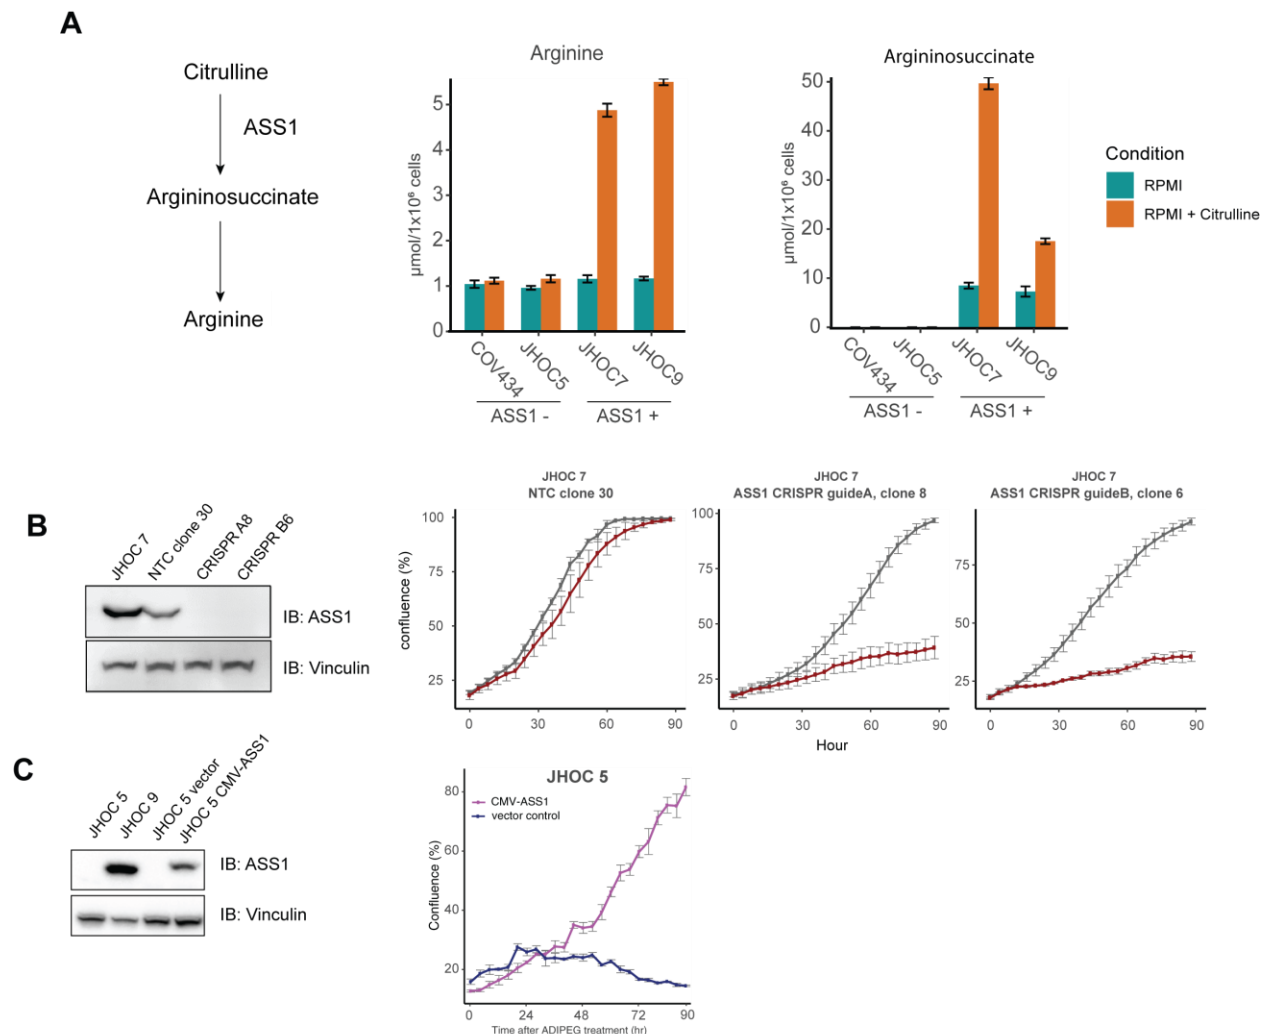 A
Citrulline
ASS1
Argininosuccinate
Arginine
Arginine
µmol/1x10⁶ cells
5
4
3
2
1
0
COV434
JHOC5
JHOC7
JHOC9
ASS1 -
ASS1 +
Argininosuccinate
µmol/1x10⁶ cells
50
40
30
20
10
0
COV434
JHOC5
JHOC7
JHOC9
ASS1 -
ASS1 +
Condition
RPMI
RPMI + Citrulline
B
JHOC 7
NTC clone 30
CRISPR A8
CRISPR B6
IB: ASS1
IB: Vinculin
JHOC 7
NTC clone 30
confluence (%)
100
75
50
25
0 30 60 90
JHOC 7
ASS1 CRISPR guideA, clone 8
100
75
50
25
0 30 60 90
Hour
JHOC 7
ASS1 CRISPR guideB, clone 6
75
50
25
0 30 60 90
C
JHOC 5
JHOC 9
JHOC 5 vector
JHOC 5 CMV-ASS1
IB: ASS1
IB: Vinculin
JHOC 5
CMV-ASS1
vector control
Confluence (%)
80
60
40
20
0 24 48 72 90
Time after ADIPEG treatment (hr)